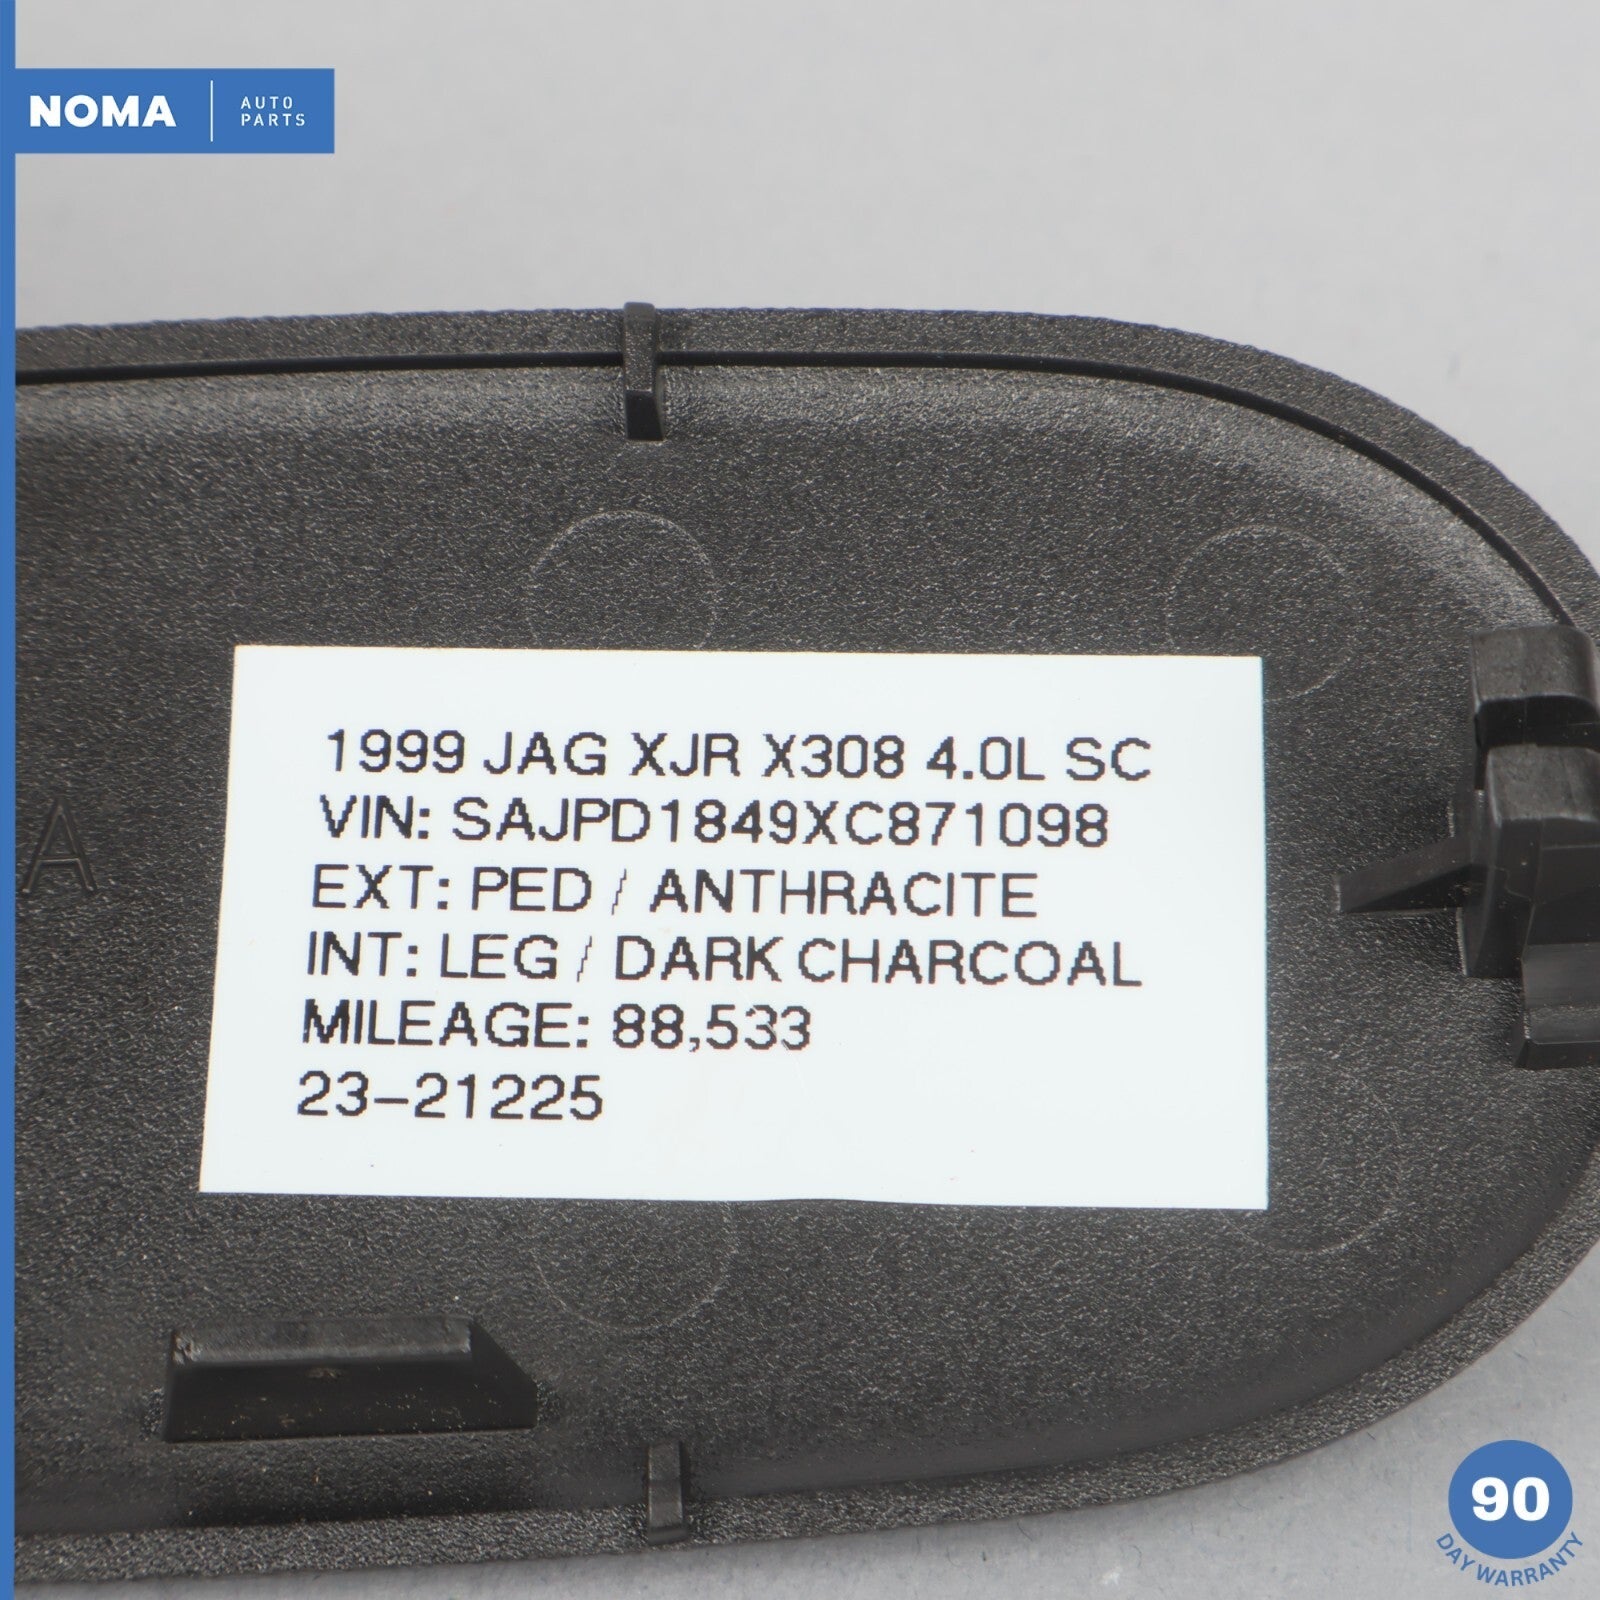 NOMA
AUTO
PARTS
1999 JAG XJR X308 4.0L SC
VIN: SAJPD1849XC871098
EXT: PED / ANTHRACITE
INT: LEG / DARK CHARCOAL
MILEAGE: 88,533
23-21225
A
90
DAY WARRANTY